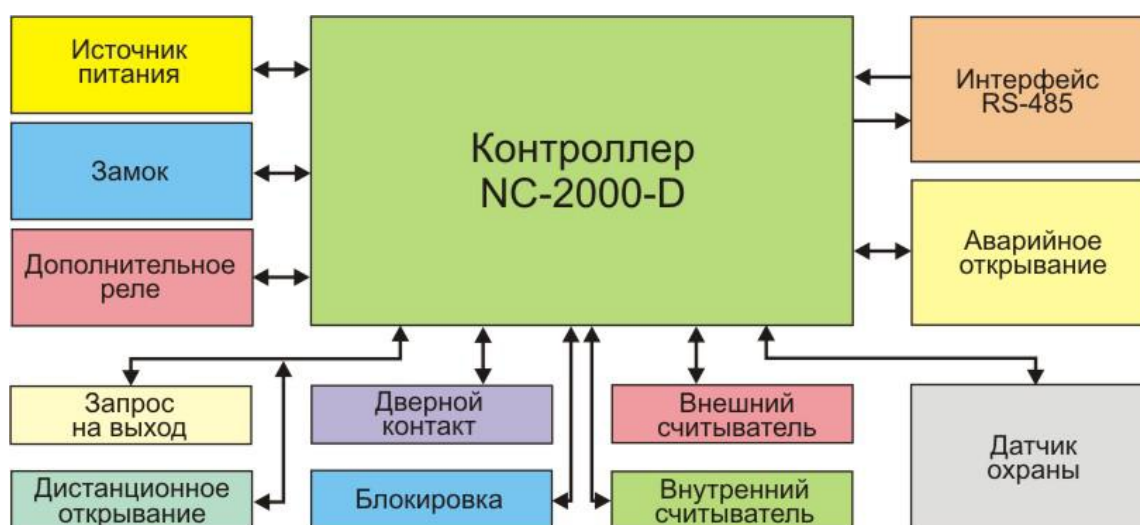 Источник
питания
Замок
Дополнительное
реле
Контроллер
NC-2000-D
Интерфейс
RS-485
Аварийное
открывание
Запрос
на выход
Дверной
контакт
Внешний
считыватель
Датчик
охраны
Дистанционное
открывание
Блокировка
Внутренний
считыватель